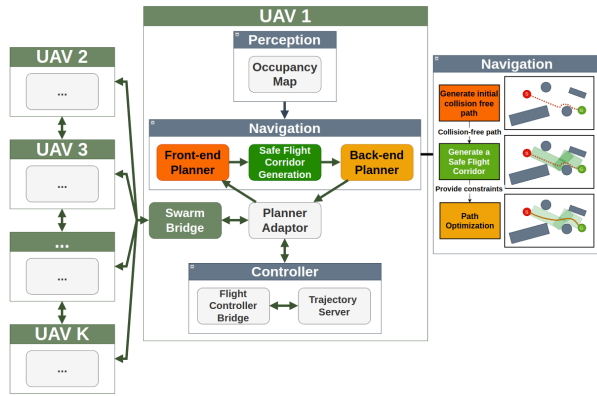 UAV 1
Perception
Occupancy
Map
Navigation
Front-end
Planner
Safe Flight
Corridor
Generation
Back-end
Planner
Swarm
Bridge
Planner
Adaptor
Controller
Flight
Controller
Bridge
Trajectory
Server
UAV 2
...
UAV 3
...
...
...
UAV K
...
Navigation
Generate initial
collision free
path
Collision-free path
Generate a
Safe Flight
Corridor
Provide constraints
Path
Optimization